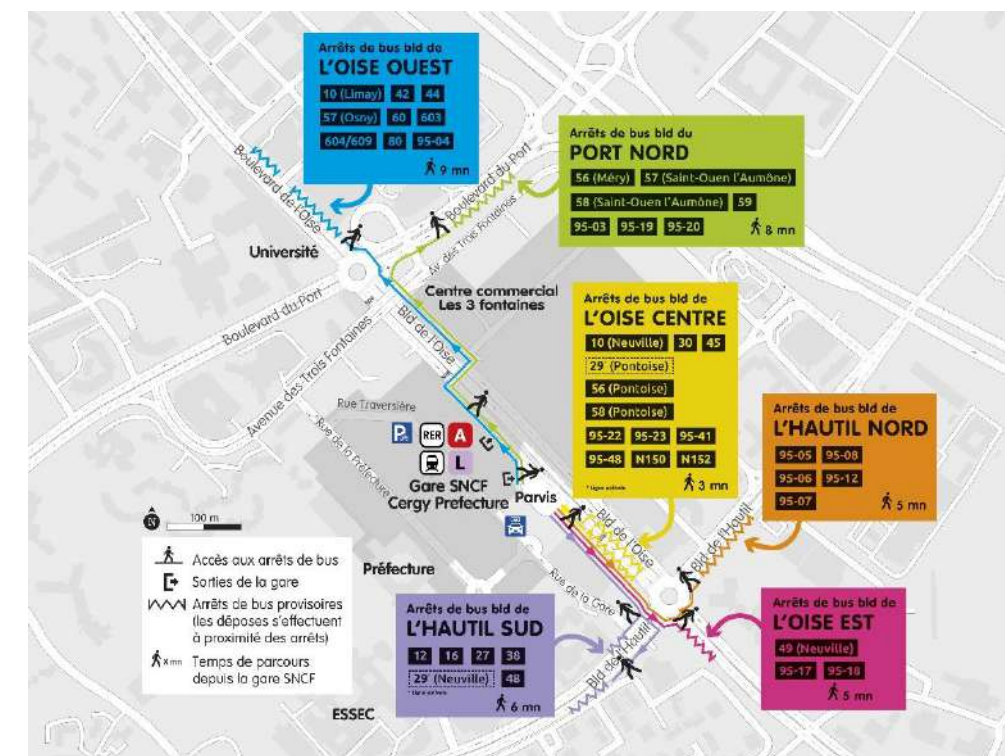 Arrêts de bus bld de
L'OISE OUEST
10 (Limay) 42 44
57 (Osny) 60 603
604/609 80 95-04
9 mn
Arrêts de bus bld du
PORT NORD
56 (Méry) 57 (Saint-Ouen l'Aumône)
58 (Saint-Ouen l'Aumône) 59
95-03 95-19 95-20
8 mn
Boulevard de l'Oise
Boulevard du Port
Av. des Trois Fontaines
Université
Centre commercial
Les 3 fontaines
Boulevard du Port
Bld de l'Oise
Avenue des Trois Fontaines
Arrêts de bus bld de
L'OISE CENTRE
10 (Neuville) 30 45
29* (Pontoise)
56 (Pontoise)
58 (Pontoise)
95-22 95-23 95-41
95-48 N150 N152
* Ligne estivale
3 mn
Rue Traversière
Rue de la Préfecture
P
RER A
L
Gare SNCF
Cergy Prefecture
Parvis
Arrêts de bus bld de
L'HAUTIL NORD
95-05 95-08
95-06 95-12
95-07
5 mn
Bld de l'Oise
Bld de l'Hautil
Rue de la Gare
Préfecture
N
100 m
Accès aux arrêts de bus
Sorties de la gare
Arrêts de bus provisoires
(les déposes s'effectuent
à proximité des arrêts)
X mn Temps de parcours
depuis la gare SNCF
Arrêts de bus bld de
L'HAUTIL SUD
12 16 27 38
29* (Neuville) 48
* Ligne estivale
6 mn
Bld de l'Hautil
ESSEC
Arrêts de bus bld de
L'OISE EST
49 (Neuville)
95-17 95-18
5 mn